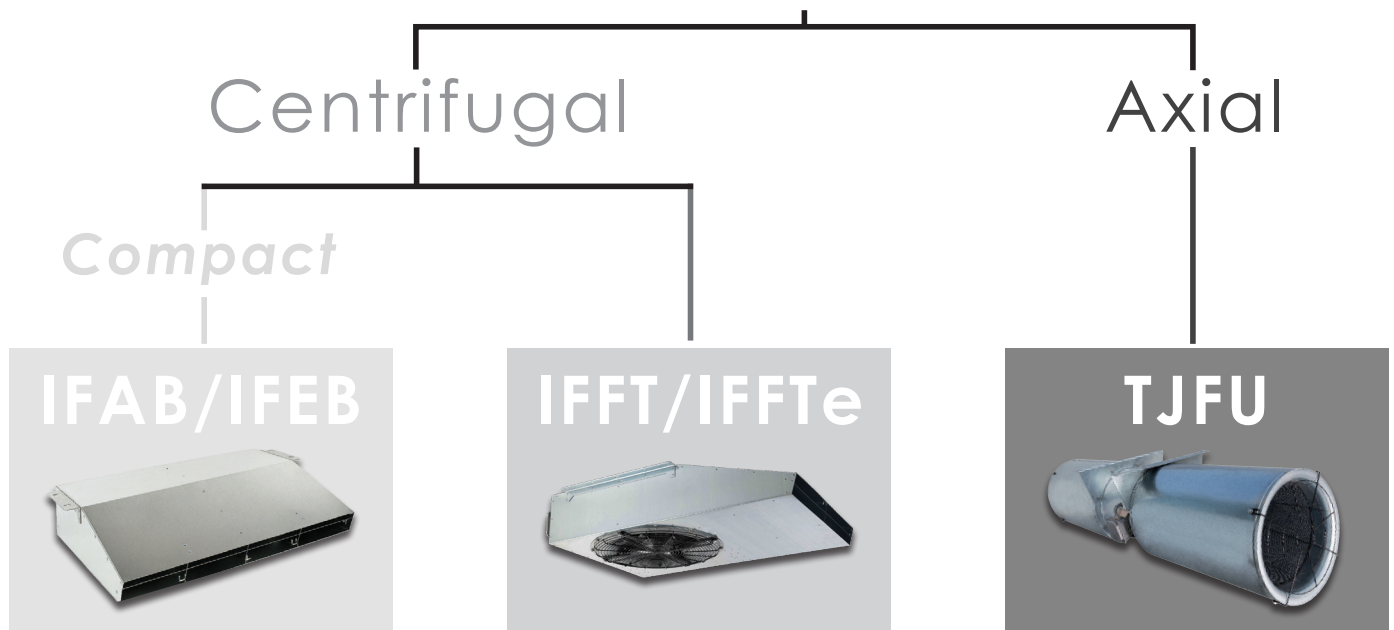 Centrifugal
Axial
Compact
IFAB/IFEB
IFFT/IFFTe
TJFU